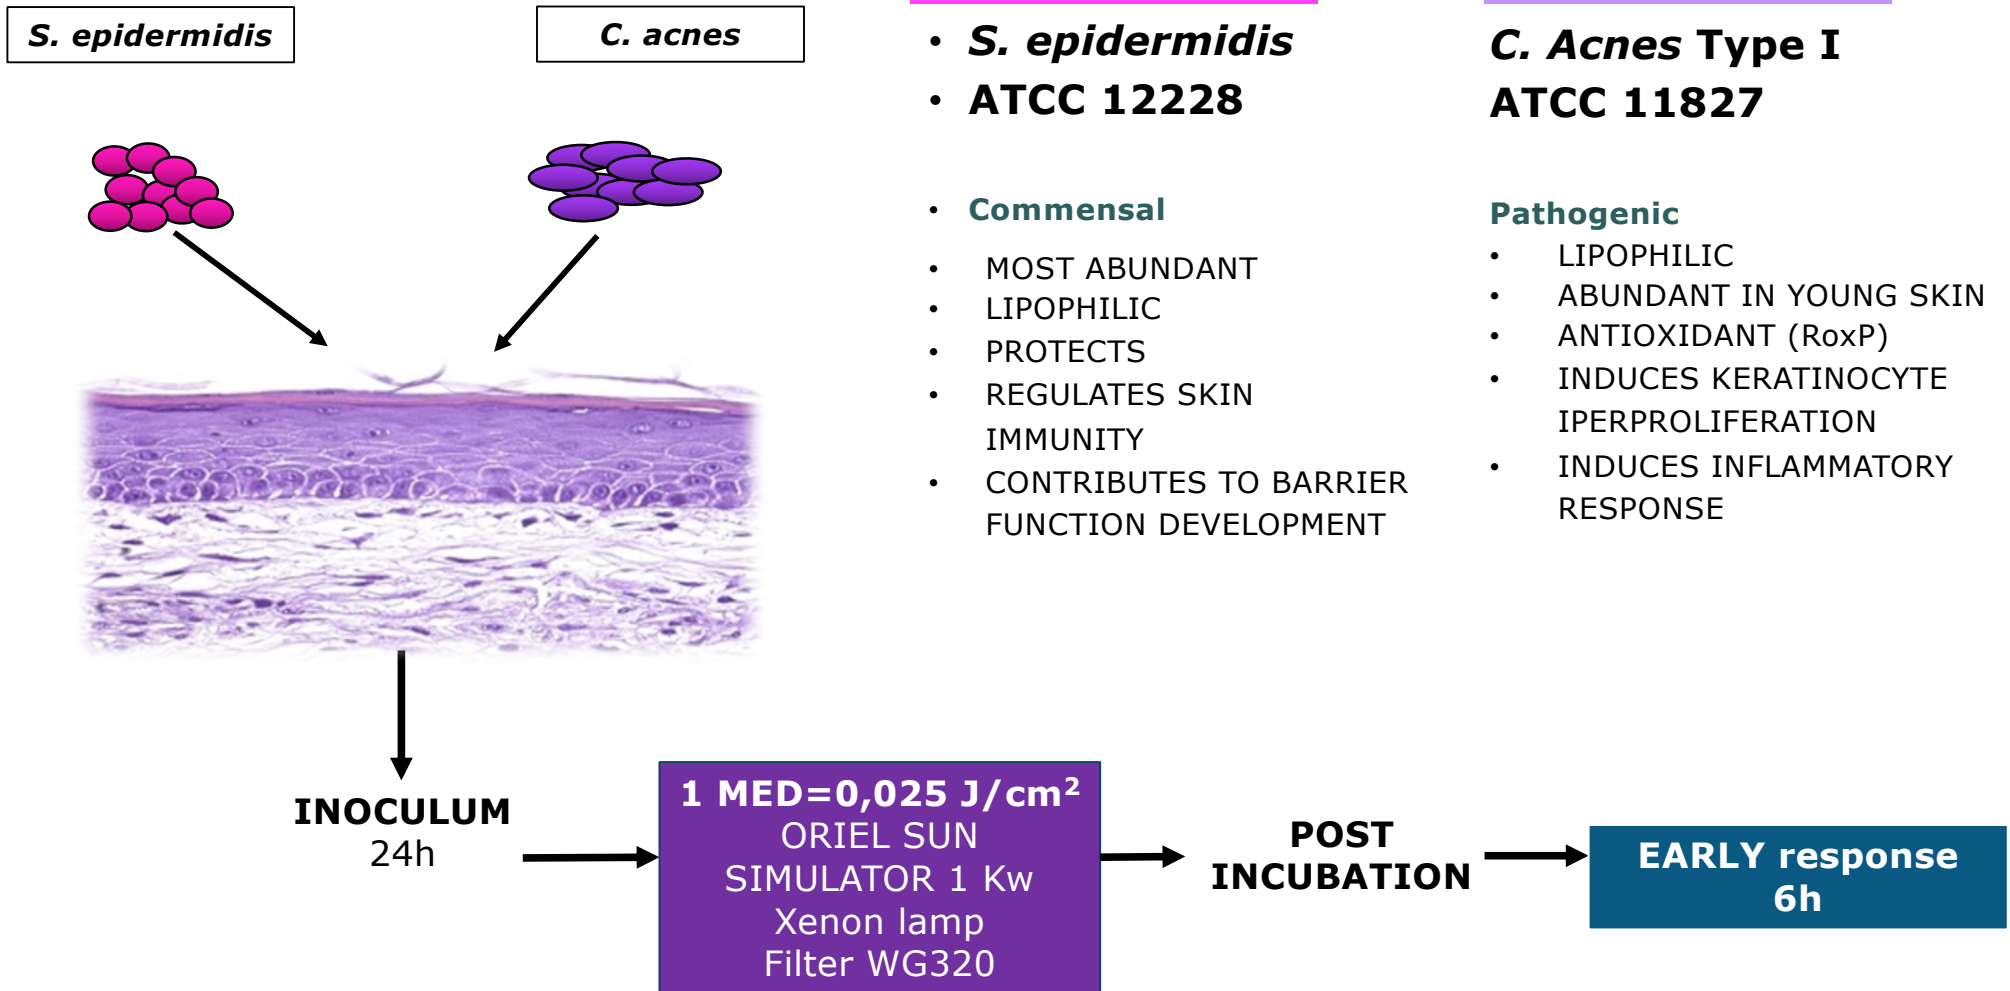 S. epidermidis
C. acnes
• S. epidermidis
• ATCC 12228
• Commensal
• MOST ABUNDANT
• LIPOPHILIC
• PROTECTS
• REGULATES SKIN
IMMUNITY
• CONTRIBUTES TO BARRIER
FUNCTION DEVELOPMENT
C. Acnes Type I
ATCC 11827
Pathogenic
• LIPOPHILIC
• ABUNDANT IN YOUNG SKIN
• ANTIOXIDANT (RoxP)
• INDUCES KERATINOCYTE
IPERPROLIFERATION
• INDUCES INFLAMMATORY
RESPONSE
INOCULUM
24h
1 MED=0,025 J/cm²
ORIEL SUN
SIMULATOR 1 Kw
Xenon lamp
Filter WG320
POST
INCUBATION
EARLY response
6h